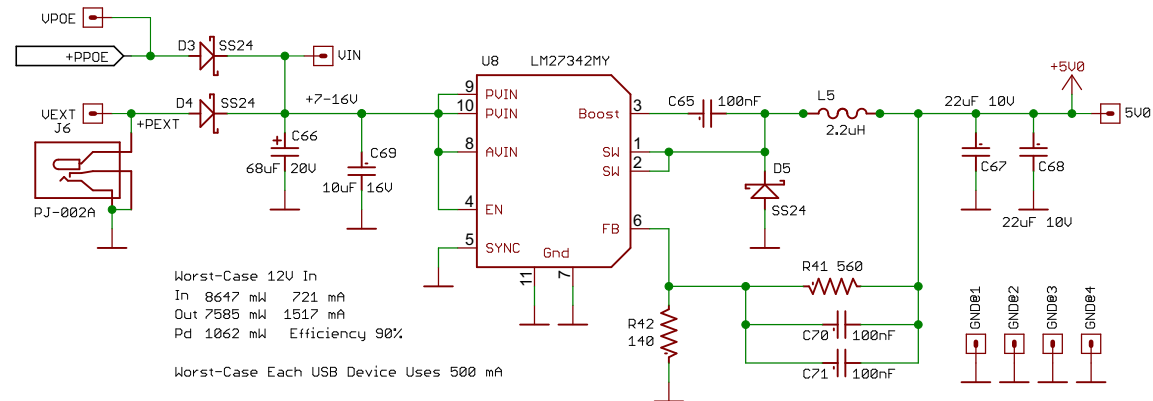 VPOE
+PPOE
D3
SS24
VIN
VEXT
J6
+PEXT
D4
SS24
+7-16V
PJ-002A
C66
68uF 20V
C69
10uF 16V
U8
LM27342MY
9 PVIN
10 PVIN
8 AVIN
4 EN
5 SYNC
Boost 3
SW 1
SW 2
FB 6
Gnd
11
7
C65 100nF
L5
2.2uH
D5
SS24
22uF 10V
+5V0
5V0
C67
C68
22uF 10V
R41 560
R42
140
C70 100nF
C71 100nF
GND@1
GND@2
GND@3
GND@4
Worst-Case 12V In
In 8647 mW 721 mA
Out 7585 mW 1517 mA
Pd 1062 mW Efficiency 90%
Worst-Case Each USB Device Uses 500 mA